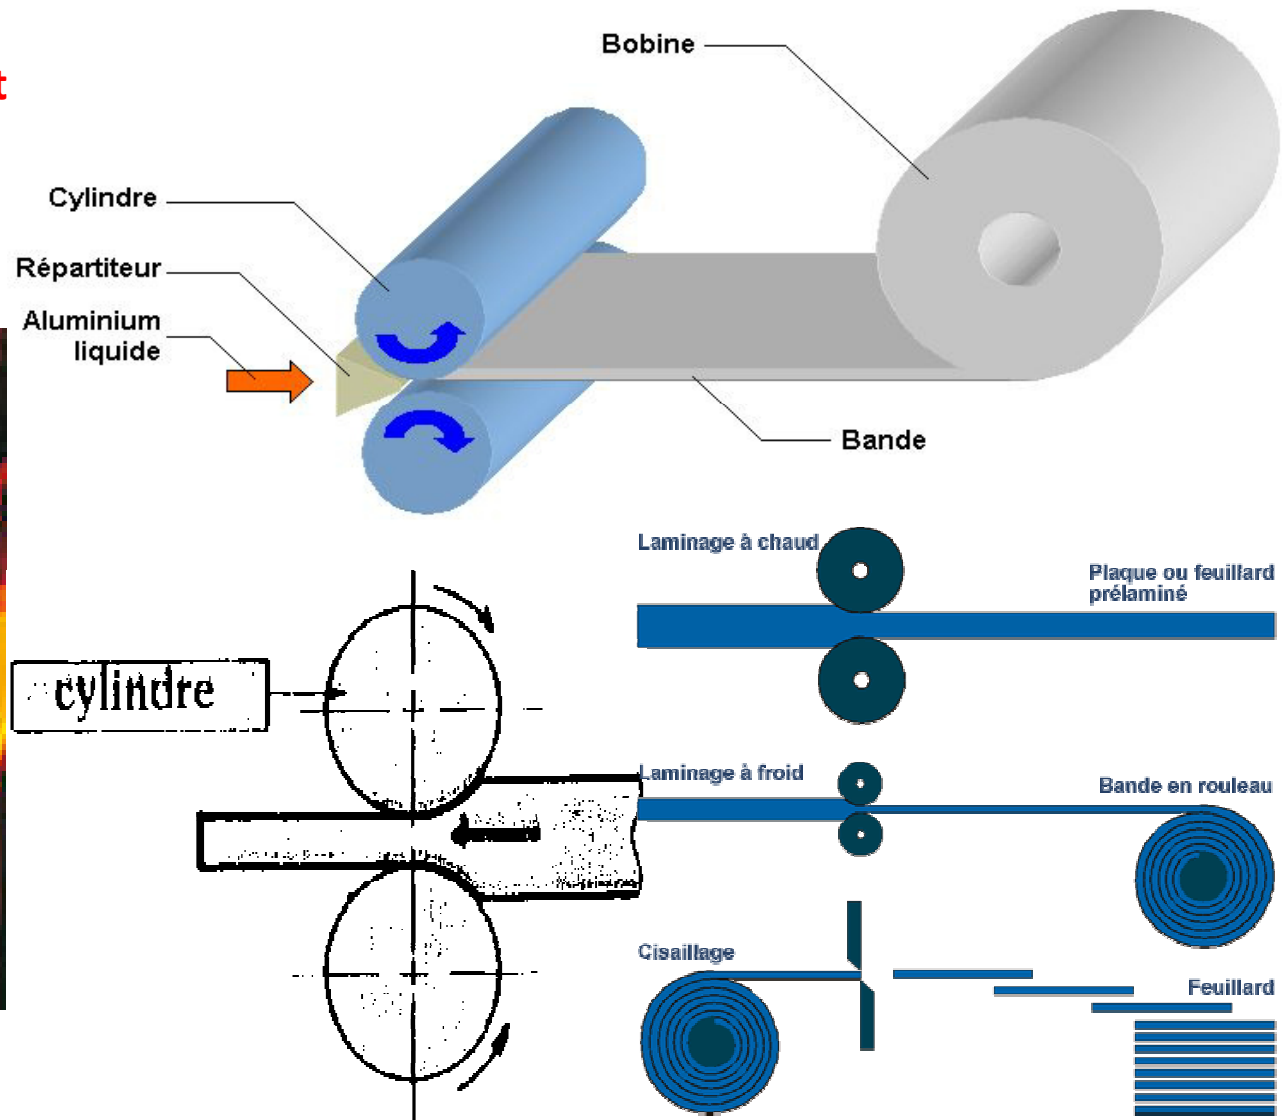 Bobine
t
Cylindre
Répartiteur
Aluminium
liquide
Bande
Laminage à chaud
Plaque ou feuillard
prélaminé
cylindre
Laminage à froid
Bande en rouleau
Cisaillage
Feuillard